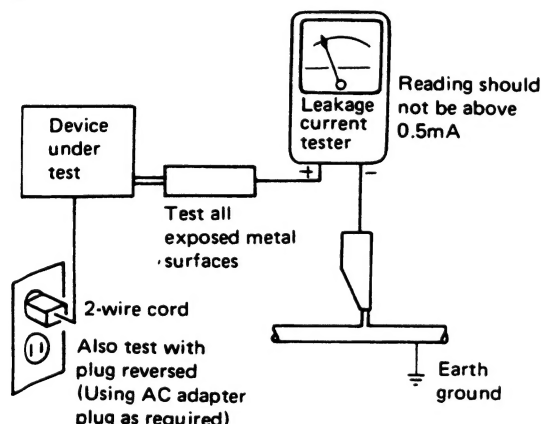 Device
under
test
Leakage
current
tester
+
−
Reading should
not be above
0.5mA
Test all
exposed metal
surfaces
2-wire cord
Also test with
plug reversed
(Using AC adapter
plug as required)
Earth
ground